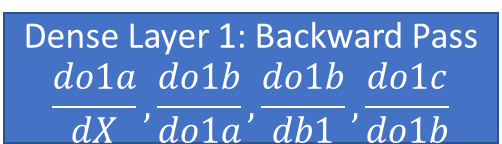 Dense Layer 1: Backward Pass
do1a/dX, do1b/do1a, do1b/db1, do1c/do1b